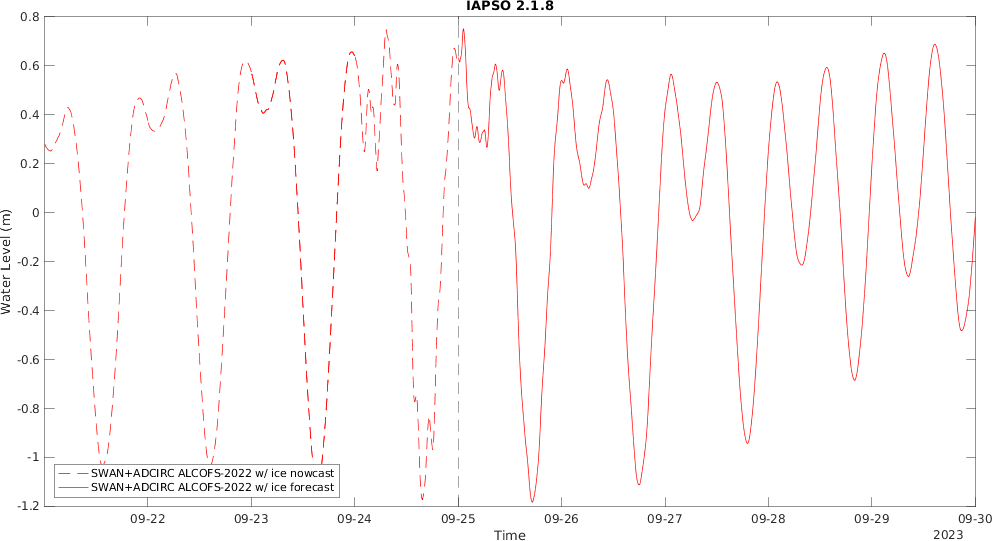 IAPSO 2.1.8
0.8
0.6
0.4
0.2
0
-0.2
-0.4
-0.6
-0.8
-1
-1.2
Water Level (m)
SWAN+ADCIRC ALCOFS-2022 w/ ice nowcast
SWAN+ADCIRC ALCOFS-2022 w/ ice forecast
09-22 09-23 09-24 09-25 09-26 09-27 09-28 09-29 09-30
Time
2023